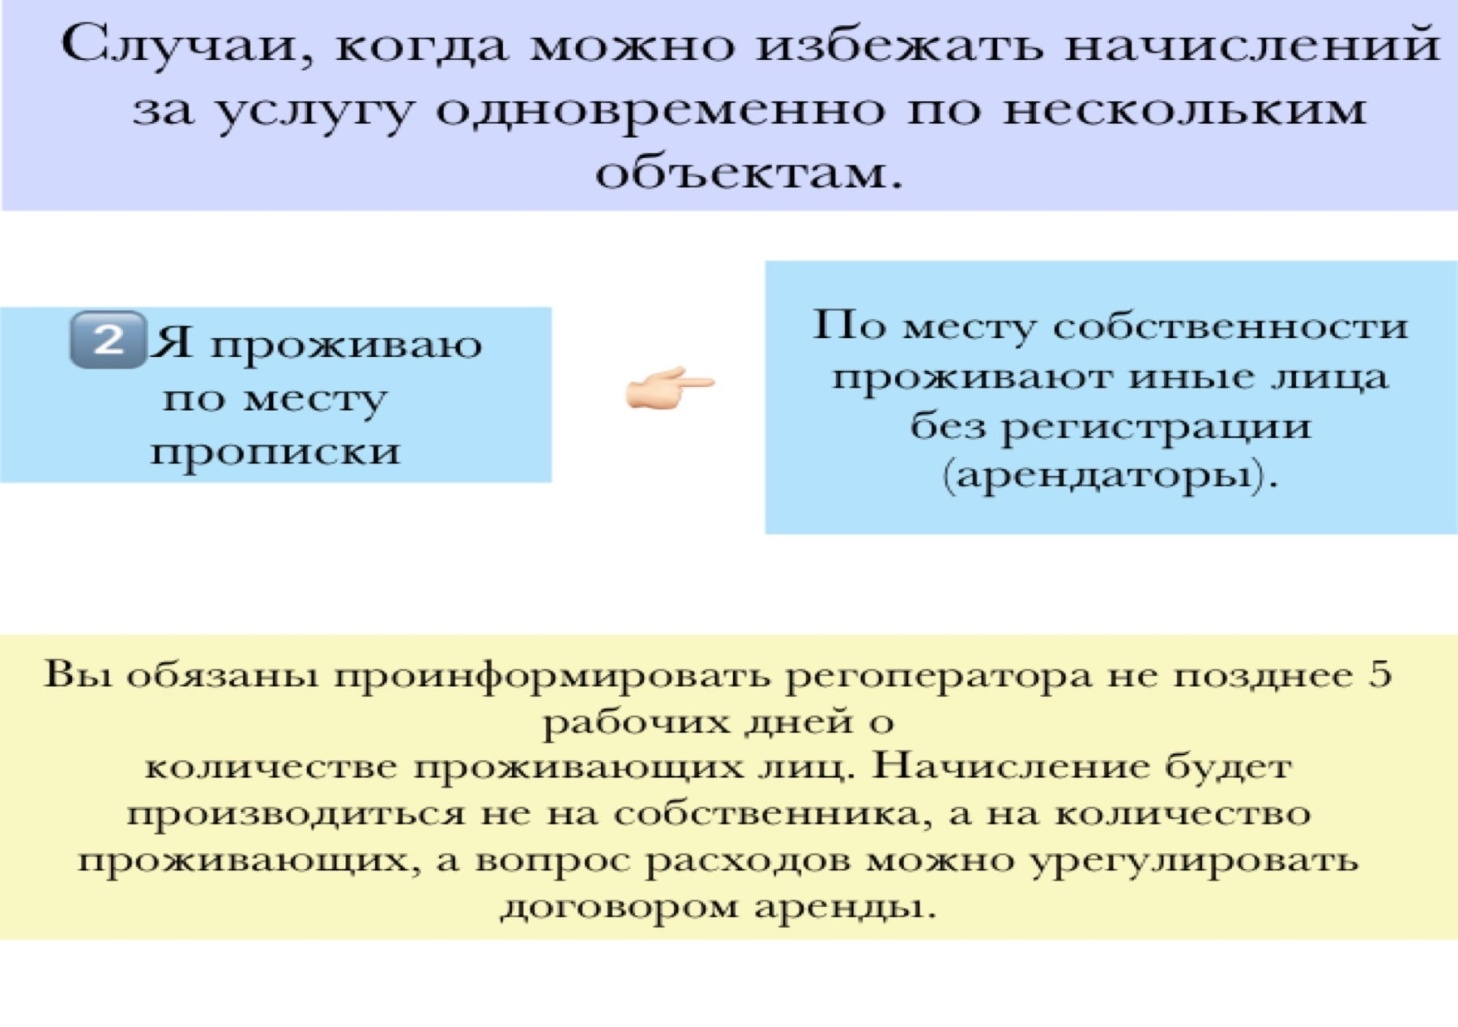 Случаи, когда можно избежать начислений
за услугу одновременно по нескольким
объектам.
2 Я проживаю
по месту
прописки
По месту собственности
проживают иные лица
без регистрации
(арендаторы).
Вы обязаны проинформировать регоператора не позднее 5
рабочих дней о
количестве проживающих лиц. Начисление будет
производиться не на собственника, а на количество
проживающих, а вопрос расходов можно урегулировать
договором аренды.